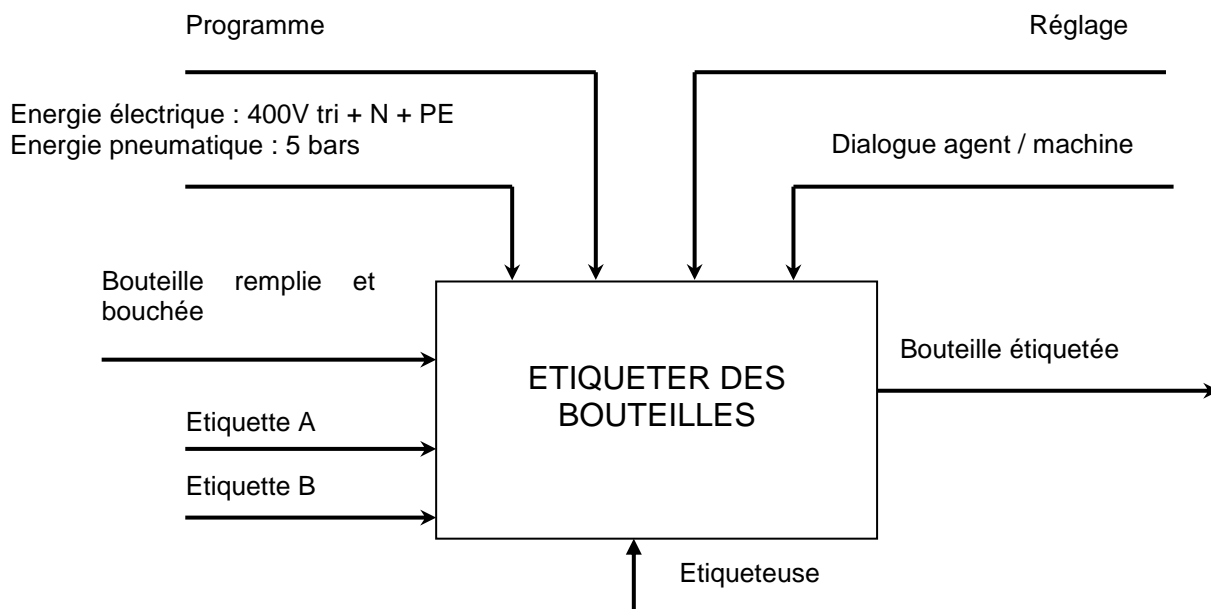 Programme
Réglage
Energie électrique : 400V tri + N + PE
Energie pneumatique : 5 bars
Dialogue agent / machine
Bouteille remplie et
bouchée
Bouteille étiquetée
ETIQUETER DES
BOUTEILLES
Etiquette A
Etiquette B
Etiqueteuse